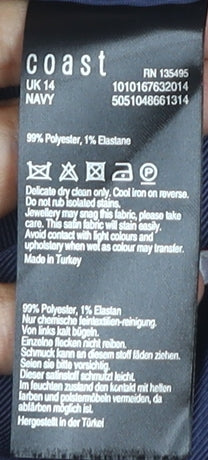 coast
RN 135495
UK 14 1010167632014
NAVY 5051048661314
99% Polyester, 1% Elastane
Delicate dry clean only. Cool iron on reverse.
Do not rub isolated stains.
Jewellery may snag this fabric, please take
care. This satin fabric will stain easily.
Avoid contact with light colours and
upholstery when wet as colour may transfer.
Made in Turkey
99% Polyester, 1% Elastan
Nur chemische feintextilien-reinigung.
Von links kalt bügeln.
Einzelne flecken nicht reiben.
Schmuck kann an diesem stoff fäden ziehen.
Seien sie bitte vorsichtig.
Dieser satinstoff schmutzt leicht.
Im feuchten zustand den kontakt mit hellen
farben und polstermöbeln vermeiden, da
abfärben möglich ist.
Hergestellt in der Türkei